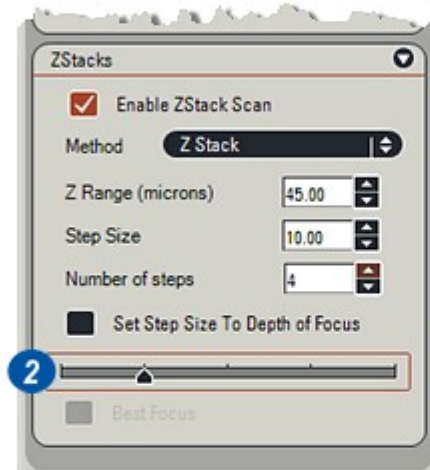 ZStacks
Enable ZStack Scan
Method Z Stack
Z Range (microns) 45.00
Step Size 10.00
Number of steps 4
Set Step Size To Depth of Focus
2
Best Focus